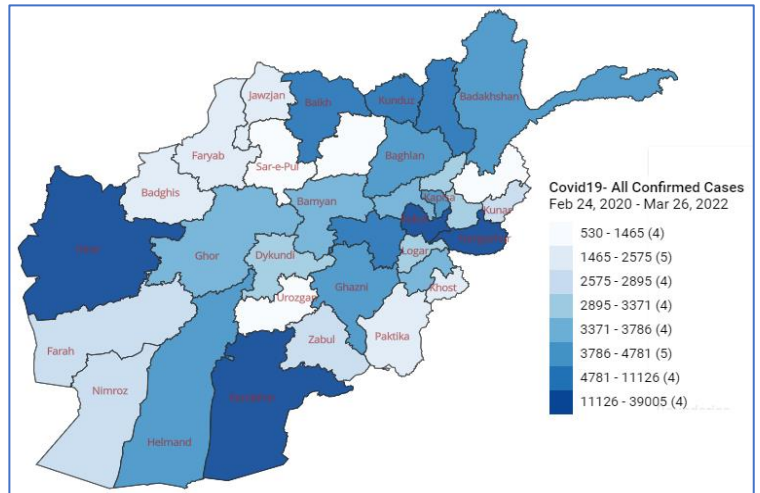 Jawzjan
Balkh
Kunduz
Badakhshan
Faryab
Sar-e-Pul
Baghlan
Badghis
Bamyan
Kapisa
Kunar
Covid19- All Confirmed Cases
Feb 24, 2020 - Mar 26, 2022
530 - 1465 (4)
1465 - 2575 (5)
2575 - 2895 (4)
2895 - 3371 (4)
3371 - 3786 (4)
3786 - 4781 (5)
4781 - 11126 (4)
11126 - 39005 (4)
Ghor
Dykundi
Logar
Ghazni
Khost
Urozgan
Farah
Zabul
Paktika
Nimroz
Helmand